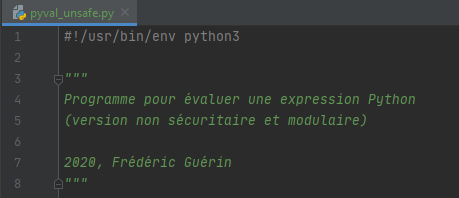 pyval_unsafe.py
1 #!/usr/bin/env python3
2
3 """
4 Programme pour évaluer une expression Python
5 (version non sécuritaire et modulaire)
6
7 2020, Frédéric Guérin
8 """